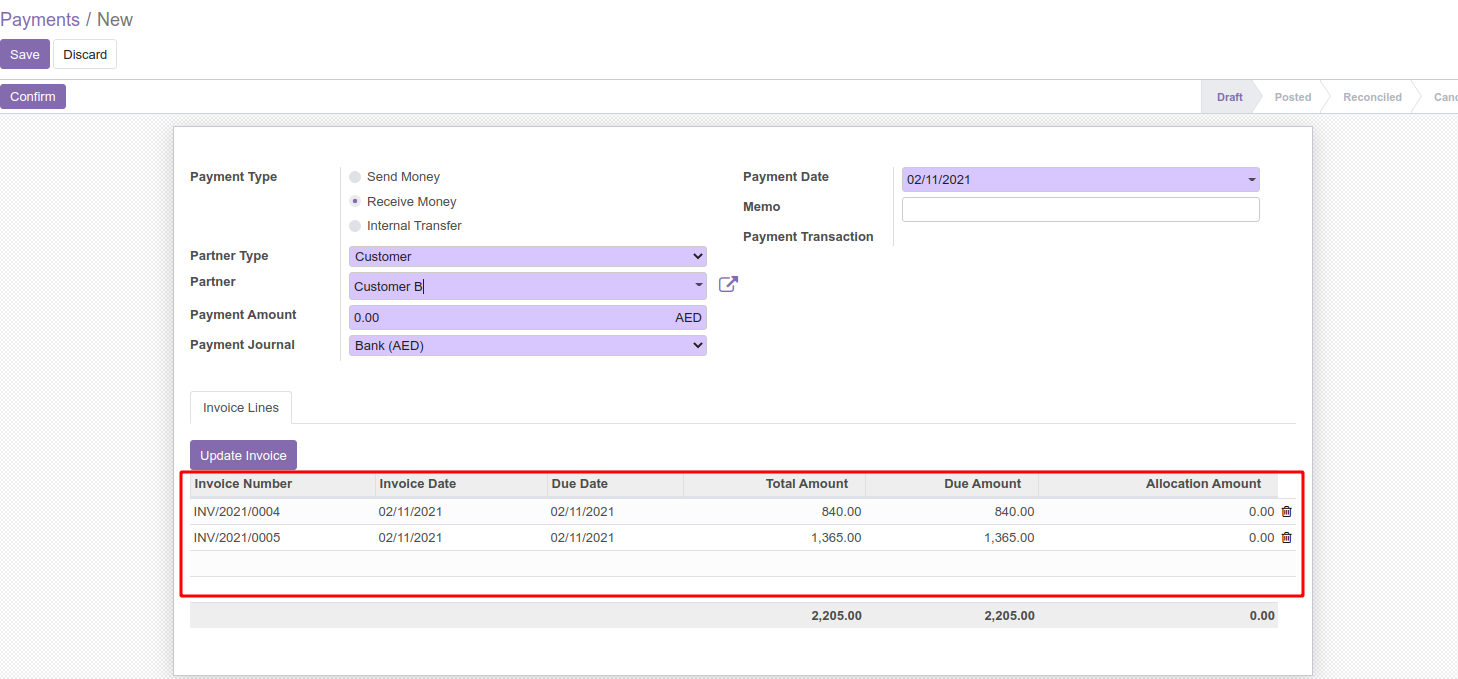 Payments / New
Save Discard
Confirm Draft Posted Reconciled Canc
Payment Type Send Money
Receive Money
Internal Transfer
Partner Type Customer
Partner Customer B
Payment Amount 0.00 AED
Payment Journal Bank (AED)
Payment Date 02/11/2021
Memo
Payment Transaction
Invoice Lines
Update Invoice
Invoice Number Invoice Date Due Date Total Amount Due Amount Allocation Amount
INV/2021/0004 02/11/2021 02/11/2021 840.00 840.00 0.00
INV/2021/0005 02/11/2021 02/11/2021 1,365.00 1,365.00 0.00
2,205.00 2,205.00 0.00